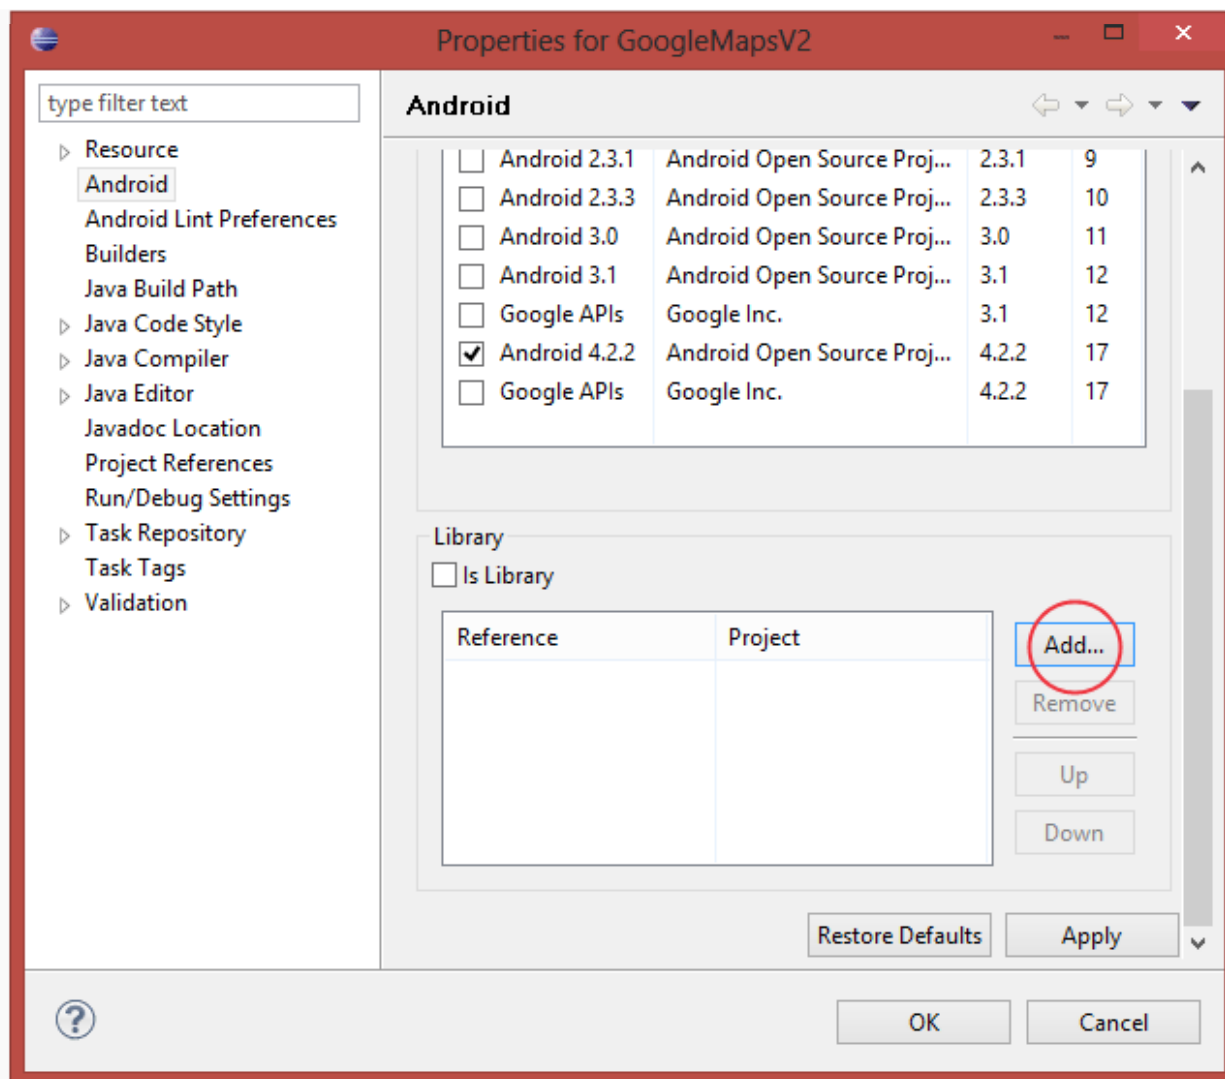 Properties for GoogleMapsV2
type filter text
Resource
Android
Android Lint Preferences
Builders
Java Build Path
Java Code Style
Java Compiler
Java Editor
Javadoc Location
Project References
Run/Debug Settings
Task Repository
Task Tags
Validation
Android
Android 2.3.1 Android Open Source Proj... 2.3.1 9
Android 2.3.3 Android Open Source Proj... 2.3.3 10
Android 3.0 Android Open Source Proj... 3.0 11
Android 3.1 Android Open Source Proj... 3.1 12
Google APIs Google Inc. 3.1 12
Android 4.2.2 Android Open Source Proj... 4.2.2 17
Google APIs Google Inc. 4.2.2 17
Library
Is Library
Reference Project
Add...
Remove
Up
Down
Restore Defaults Apply
?
OK Cancel